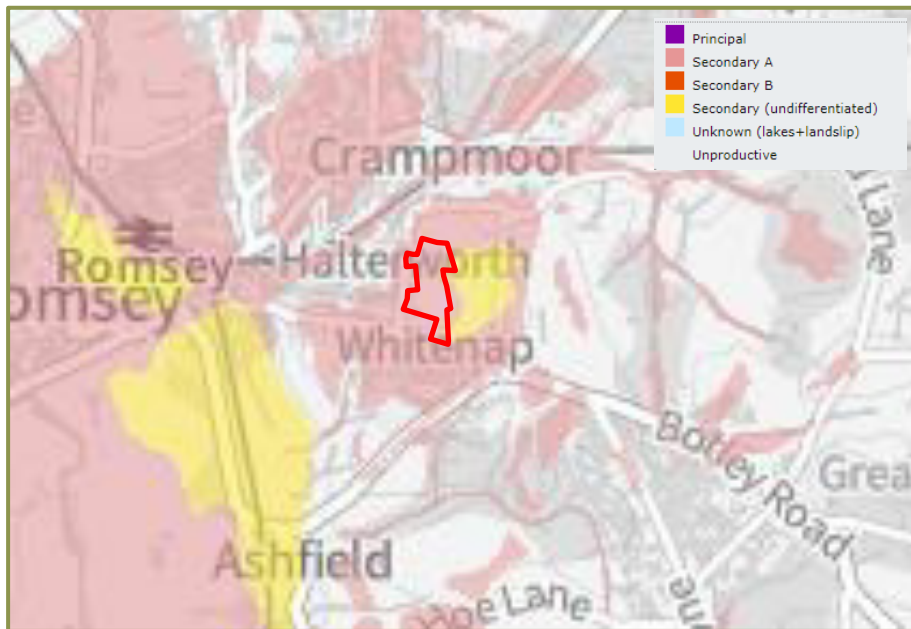 Principal
Secondary A
Secondary B
Secondary (undifferentiated)
Unknown (lakes+landslip)
Unproductive
Crampmoor
Lane
Romsey
Halterworth
omsey
Whitenap
Botley Road
Grea
Ashfield
Lane